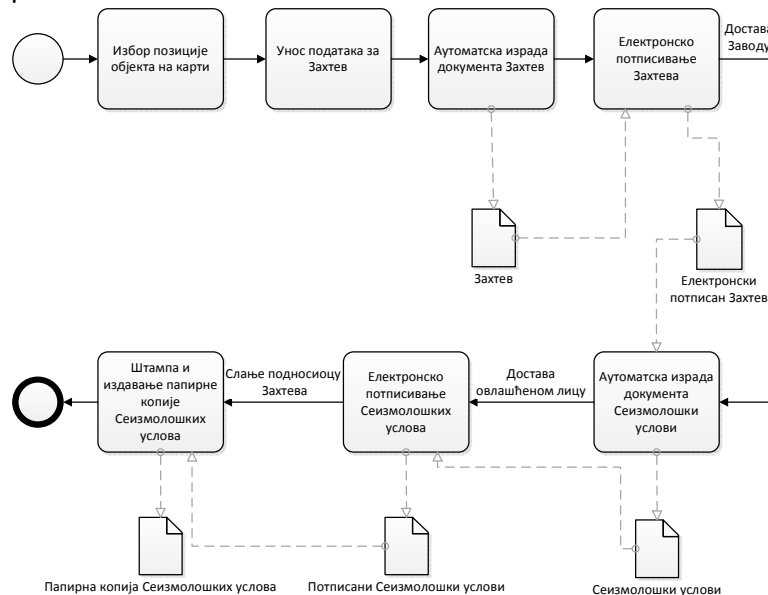 Избор позиције
објекта на карти
Унос података за
Захтев
Аутоматска израда
документа Захтев
Електронско
потписивање
Захтева
Достава
Заводу
Захтев
Електронски
потписан Захтев
Штампа и
издавање папирне
копије
Сеизмолошких
услова
Слање подносиоцу
Захтева
Електронско
потписивање
Сеизмолошких
услова
Достава
овлашћеном лицу
Аутоматска израда
документа
Сеизмолошки
услови
Папирна копија Сеизмолошких услова
Потписани Сеизмолошки услови
Сеизмолошки услови